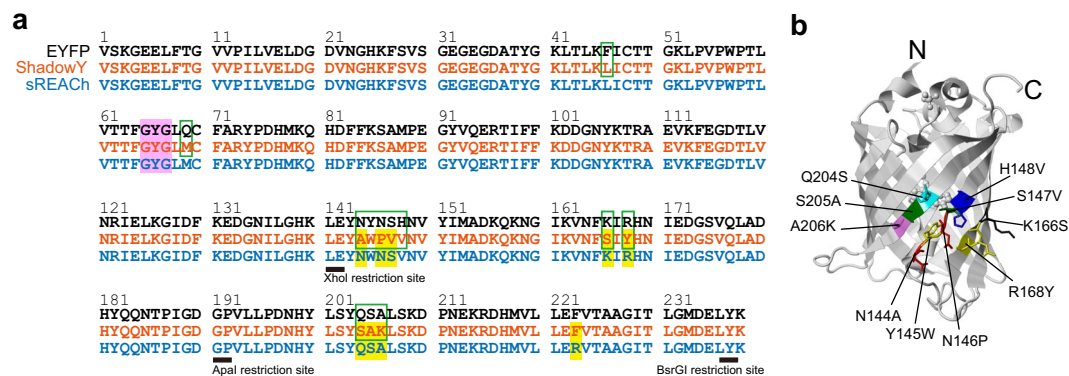 a
1 11 21 31 41 51
EYFP VSKGEELFTG VVPILVELDG DVNGHKFSVS GEGEGDATYG KLTLKFICTT GKLPVPWPTL
ShadowY VSKGEELFTG VVPILVELDG DVNGHKFSVS GEGEGDATYG KLTLKLICTT GKLPVPWPTL
sREACh VSKGEELFTG VVPILVELDG DVNGHKFSVS GEGEGDATYG KLTLKLICTT GKLPVPWPTL
61 71 81 91 101 111
VTTFGYGLQC FARYPDHMKQ HDFFKSAMPE GYVQERTIFF KDDGNYKTRA EVKFEGDTLV
VTTFGYGLMC FARYPDHMKQ HDFFKSAMPE GYVQERTIFF KDDGNYKTRA EVKFEGDTLV
VTTFGYGLMC FARYPDHMKQ HDFFKSAMPE GYVQERTIFF KDDGNYKTRA EVKFEGDTLV
121 131 141 151 161 171
NRIELKGIDF KEDGNILGHK LEYNYNSHNV YIMADKQKNG IKVNFKIRHN IEDGSVQLAD
NRIELKGIDF KEDGNILGHK LEYAWPVVNV YIMADKQKNG IKVNFSIYHN IEDGSVQLAD
NRIELKGIDF KEDGNILGHK LEYNWNSVNV YIMADKQKNG IKVNFKIRHN IEDGSVQLAD
XhoI restriction site
181 191 201 211 221 231
HYQQNTPIGD GPVLLPDNHY LSYQSALSKD PNEKRDHMVL LEFVTAAGIT LGMDELYK
HYQQNTPIGD GPVLLPDNHY LSYSAKLSKD PNEKRDHMVL LEFVTAAGIT LGMDELYK
HYQQNTPIGD GPVLLPDNHY LSYQSALSKD PNEKRDHMVL LERVTAAGIT LGMDELYK
ApaI restriction site BsrGI restriction site
b
N
C
Q204S
S205A
A206K
H148V
S147V
K166S
R168Y
N144A
Y145W
N146P